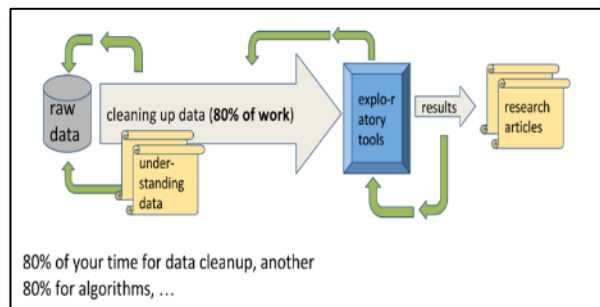 raw
data
cleaning up data (80% of work)
under-
standing
data
explo-r
atory
tools
results
research
articles
80% of your time for data cleanup, another
80% for algorithms, …